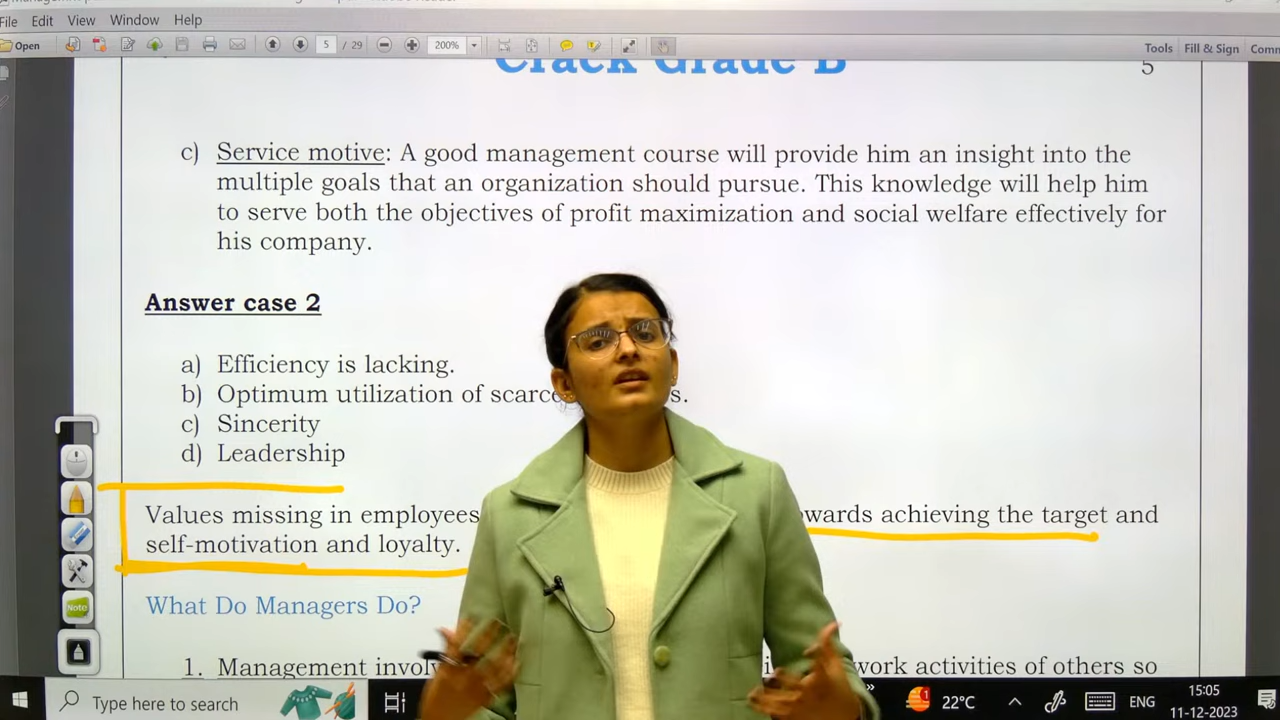 File Edit View Window Help
Open 5 / 29 200% Tools Fill & Sign
Crack Grade B 5
c) Service motive: A good management course will provide him an insight into the
multiple goals that an organization should pursue. This knowledge will help him
to serve both the objectives of profit maximization and social welfare effectively for
his company.
Answer case 2
a) Efficiency is lacking.
b) Optimum utilization of scarce s.
c) Sincerity
d) Leadership
Values missing in employees wards achieving the target and
self-motivation and loyalty.
Note
What Do Managers Do?
1. Management work activities of others so
Type here to search 1 22°C ENG 15:05
11-12-2023